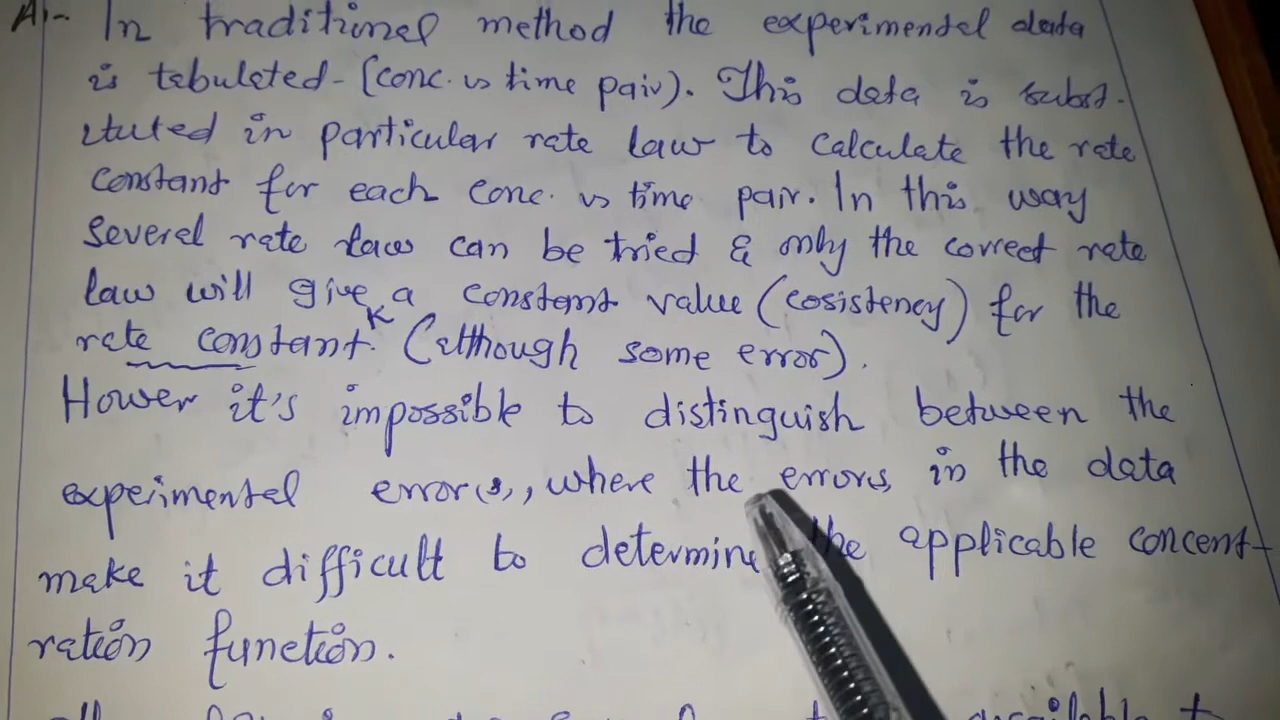 A)- In traditional method the experimental data
is tabulated - (conc. vs time pair). This data is subst-
ituted in particular rate law to calculate the rate
constant for each conc. vs time pair. In this way
several rate law can be tried & only the correct rate
law will give a constant value (cosistency) for the
rate constant. K (although some error).
Hower it's impossible to distinguish between the
experimental error(s), where the errors in the data
make it difficult to determine the applicable concent-
ration function.